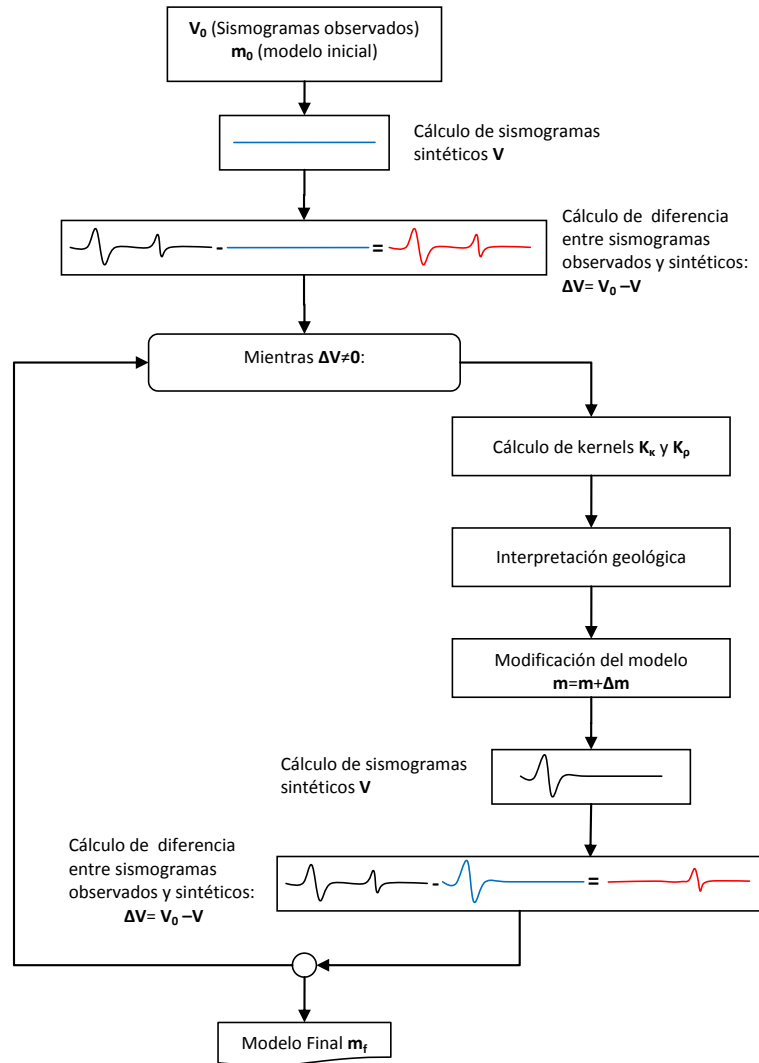 V₀ (Sismogramas observados)
m₀ (modelo inicial)
Cálculo de sismogramas
sintéticos V
Cálculo de diferencia
entre sismogramas
observados y sintéticos:
ΔV= V₀ –V
- =
Mientras ΔV≠0:
Cálculo de kernels Kκ y Kρ
Interpretación geológica
Modificación del modelo
m=m+Δm
Cálculo de sismogramas
sintéticos V
Cálculo de diferencia
entre sismogramas
observados y sintéticos:
ΔV= V₀ –V
- =
Modelo Final mf